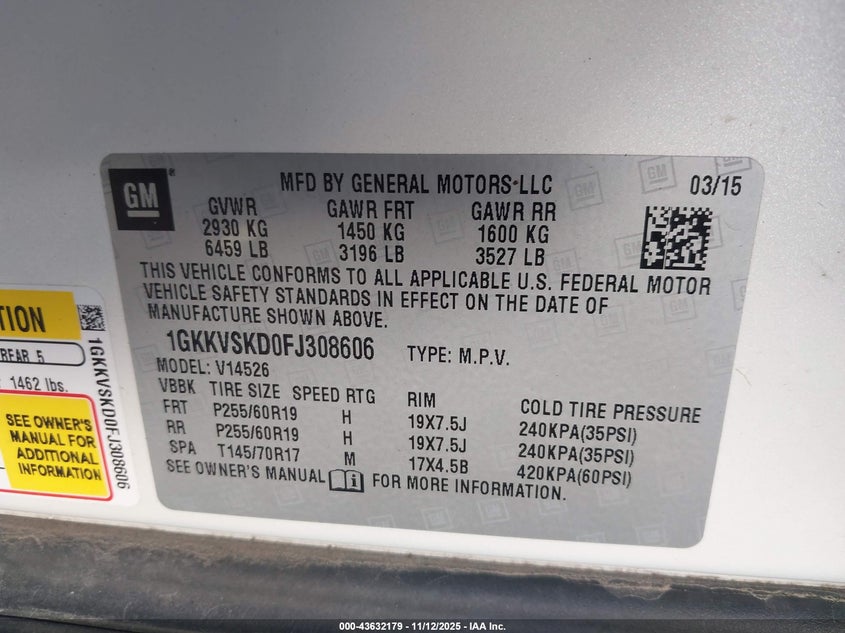 GM
MFD BY GENERAL MOTORS LLC
03/15
GVWR GAWR FRT GAWR RR
2930 KG 1450 KG 1600 KG
6459 LB 3196 LB 3527 LB
THIS VEHICLE CONFORMS TO ALL APPLICABLE U.S. FEDERAL MOTOR
VEHICLE SAFETY STANDARDS IN EFFECT ON THE DATE OF
MANUFACTURE SHOWN ABOVE.
1GKKVSKD0FJ308606 TYPE: M.P.V.
MODEL: V14526
VBBK TIRE SIZE SPEED RTG RIM COLD TIRE PRESSURE
FRT P255/60R19 H 19X7.5J 240KPA(35PSI)
RR P255/60R19 H 19X7.5J 240KPA(35PSI)
SPA T145/70R17 M 17X4.5B 420KPA(60PSI)
SEE OWNER'S MANUAL FOR MORE INFORMATION.
TION
REAR 5
1462 lbs.
SEE OWNER'S
MANUAL FOR
ADDITIONAL
INFORMATION
1GKKVSKD0FJ308606
000-43632179 - 11/12/2025 - IAA Inc.